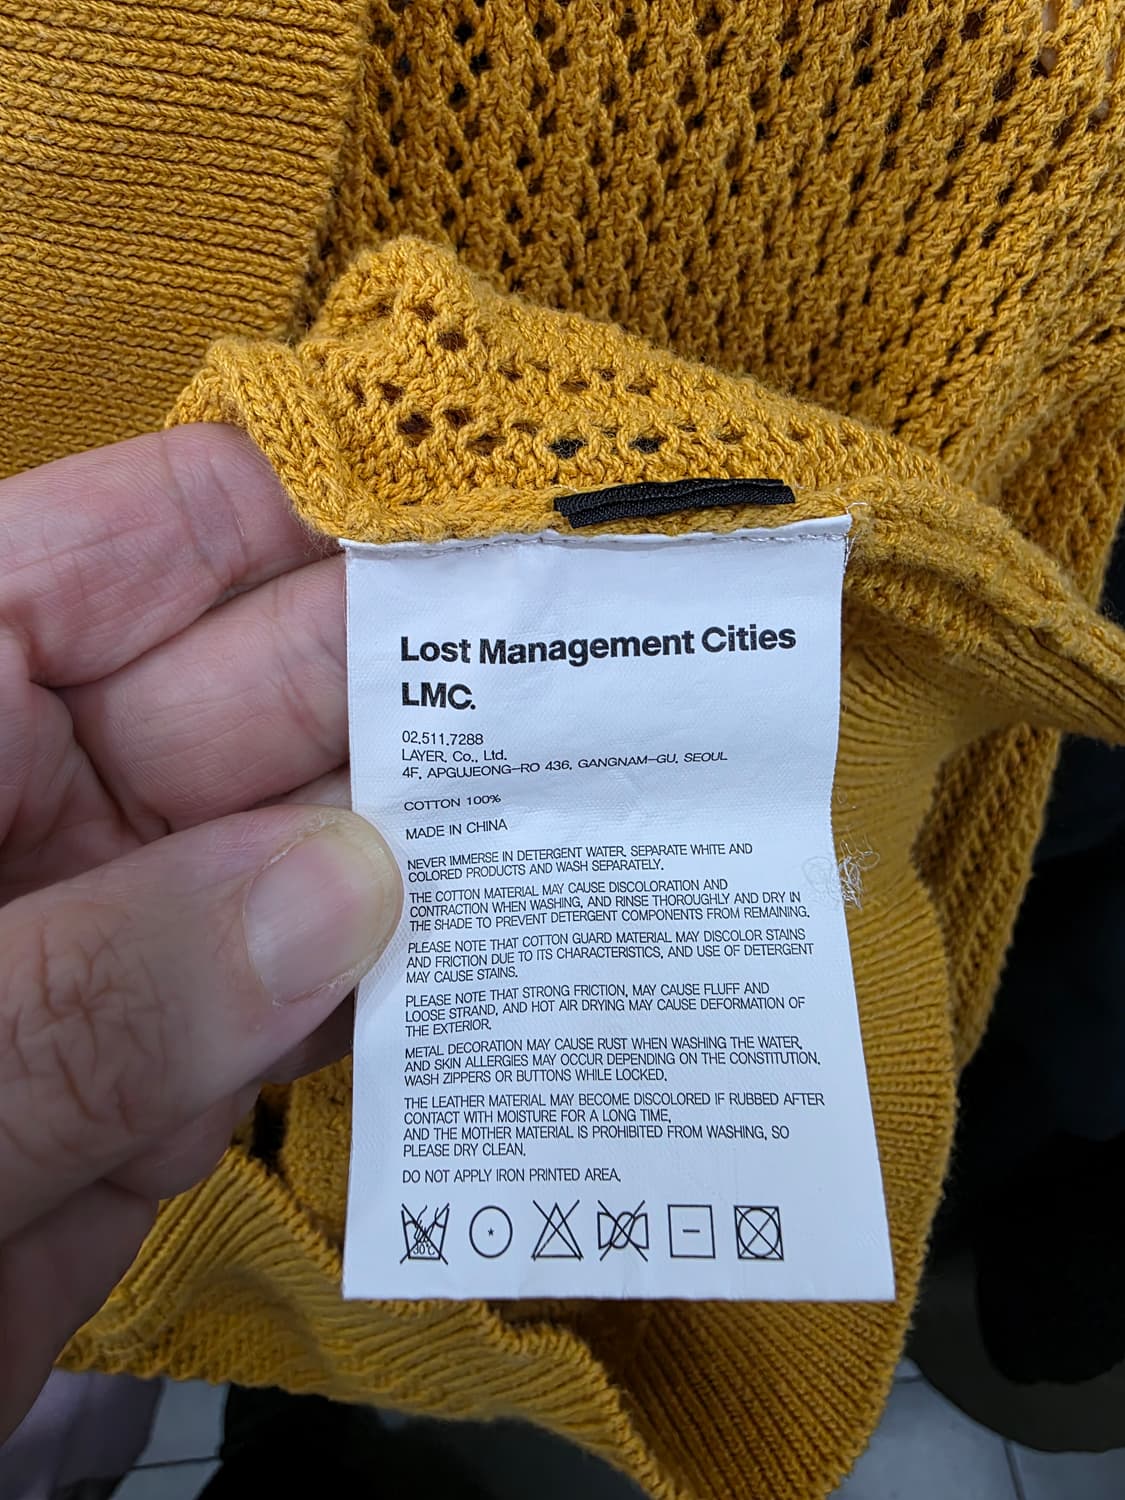 Lost Management Cities
LMC.
02.511.7288
LAYER. Co., Ltd.
4F, APGUJEONG-RO 436, GANGNAM-GU, SEOUL
COTTON 100%
MADE IN CHINA
NEVER IMMERSE IN DETERGENT WATER, SEPARATE WHITE AND
COLORED PRODUCTS AND WASH SEPARATELY.
THE COTTON MATERIAL MAY CAUSE DISCOLORATION AND
CONTRACTION WHEN WASHING, AND RINSE THOROUGHLY AND DRY IN
THE SHADE TO PREVENT DETERGENT COMPONENTS FROM REMAINING.
PLEASE NOTE THAT COTTON GUARD MATERIAL MAY DISCOLOR STAINS
AND FRICTION DUE TO ITS CHARACTERISTICS, AND USE OF DETERGENT
MAY CAUSE STAINS.
PLEASE NOTE THAT STRONG FRICTION, MAY CAUSE FLUFF AND
LOOSE STRAND, AND HOT AIR DRYING MAY CAUSE DEFORMATION OF
THE EXTERIOR.
METAL DECORATION MAY CAUSE RUST WHEN WASHING THE WATER,
AND SKIN ALLERGIES MAY OCCUR DEPENDING ON THE CONSTITUTION.
WASH ZIPPERS OR BUTTONS WHILE LOCKED.
THE LEATHER MATERIAL MAY BECOME DISCOLORED IF RUBBED AFTER
CONTACT WITH MOISTURE FOR A LONG TIME,
AND THE MOTHER MATERIAL IS PROHIBITED FROM WASHING, SO
PLEASE DRY CLEAN.
DO NOT APPLY IRON PRINTED AREA.
30°C